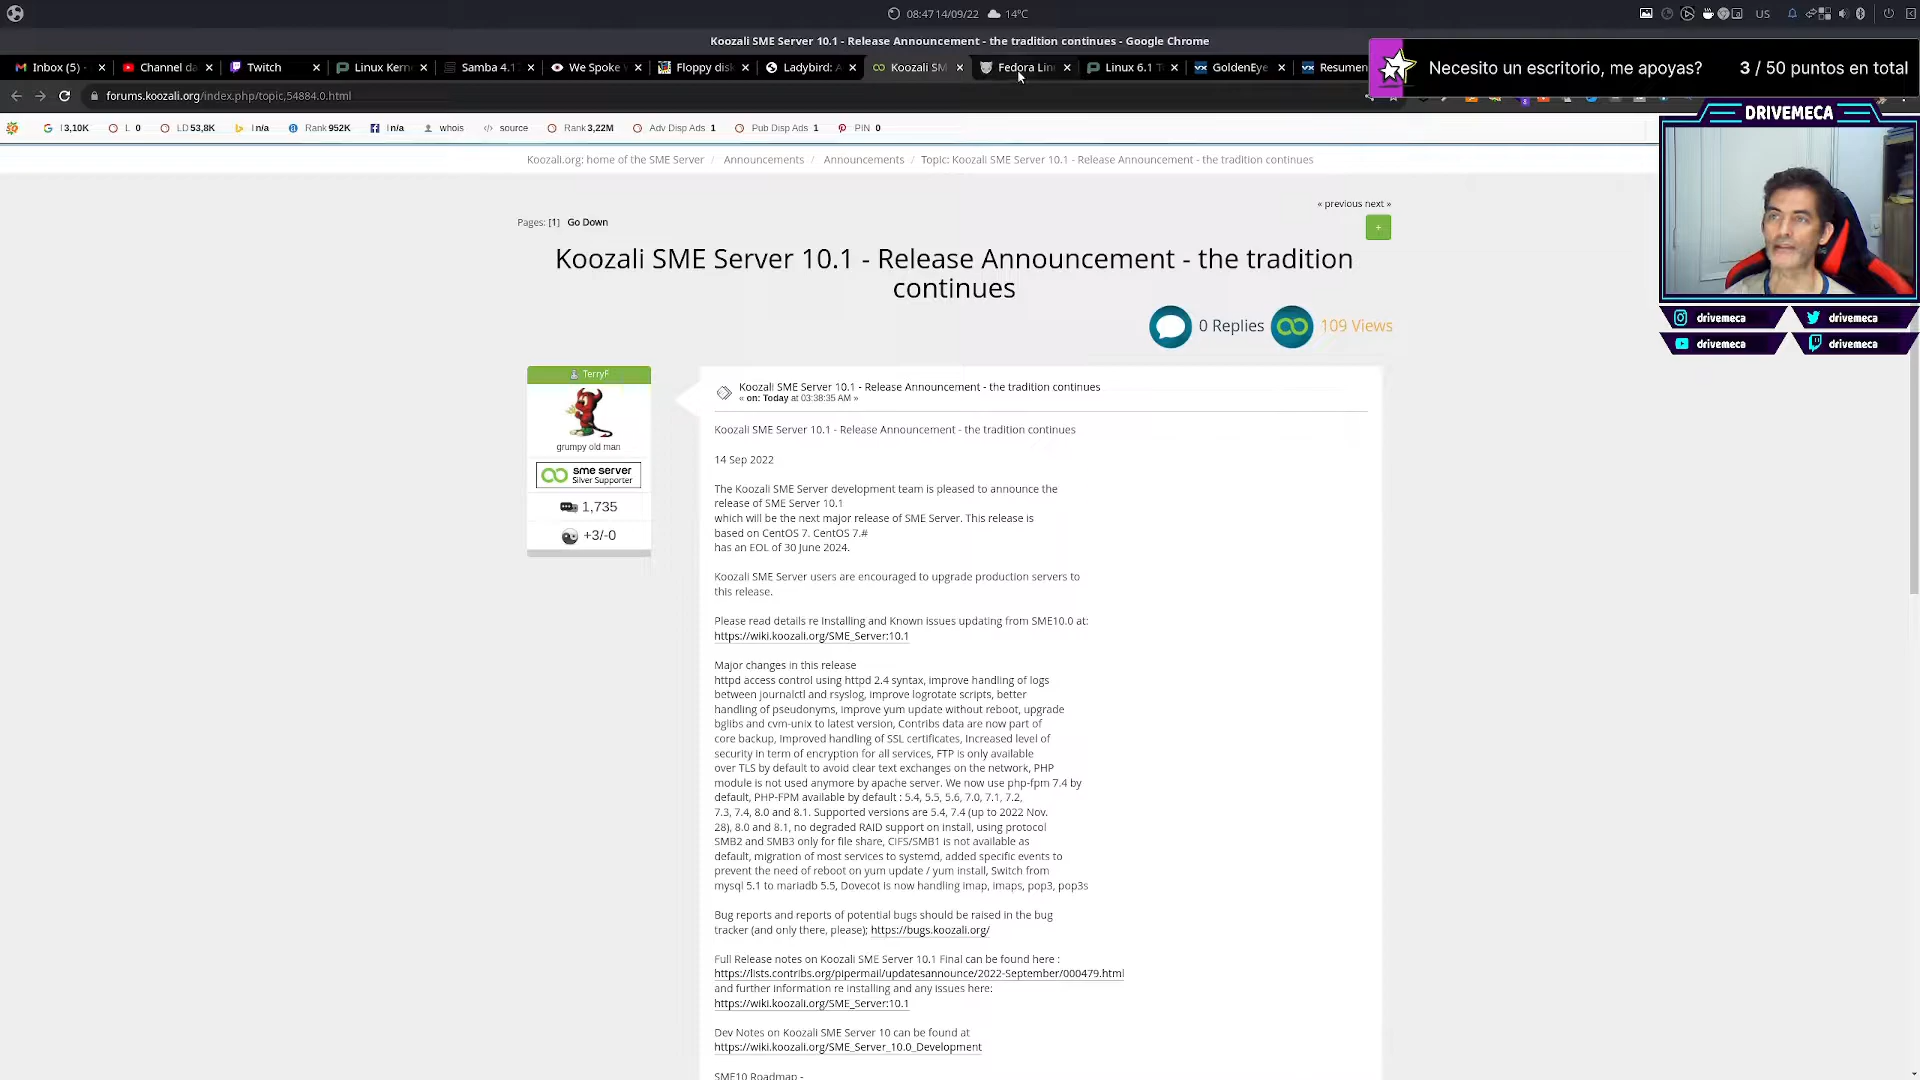 08:47 14/09/22 14°C
US
Koozali SME Server 10.1 - Release Announcement - the tradition continues - Google Chrome
Inbox (5) -
Channel da
Twitch
Linux Kern
Samba 4.1
We Spoke
Floppy dis
Ladybird: A
Koozali SM
Fedora Lin
Linux 6.1 T
GoldenEye
Resumen
Necesito un escritorio, me apoyas?
3 / 50 puntos en total
forums.koozali.org/index.php/topic,54884.0.html
I 3,10K
L 0
LD 53,8K
I n/a
Rank 952K
I n/a
whois
source
Rank 3,22M
Adv Disp Ads 1
Pub Disp Ads 1
PIN 0
DRIVEMECA
drivemeca
drivemeca
drivemeca
drivemeca
Koozali.org: home of the SME Server / Announcements / Announcements / Topic: Koozali SME Server 10.1 - Release Announcement - the tradition continues
« previous next »
Pages: [1] Go Down
+
Koozali SME Server 10.1 - Release Announcement - the tradition
continues
0 Replies
109 Views
TerryF
grumpy old man
sme server
Silver Supporter
1,735
+3/-0
Koozali SME Server 10.1 - Release Announcement - the tradition continues
« on: Today at 03:38:35 AM »
Koozali SME Server 10.1 - Release Announcement - the tradition continues
14 Sep 2022
The Koozali SME Server development team is pleased to announce the
release of SME Server 10.1
which will be the next major release of SME Server. This release is
based on CentOS 7. CentOS 7.#
has an EOL of 30 June 2024.
Koozali SME Server users are encouraged to upgrade production servers to
this release.
Please read details re Installing and Known issues updating from SME10.0 at:
https://wiki.koozali.org/SME_Server:10.1
Major changes in this release
httpd access control using httpd 2.4 syntax, improve handling of logs
between journalctl and rsyslog, improve logrotate scripts, better
handling of pseudonyms, improve yum update without reboot, upgrade
bglibs and cvm-unix to latest version, Contribs data are now part of
core backup, Improved handling of SSL certificates, Increased level of
security in term of encryption for all services, FTP is only available
over TLS by default to avoid clear text exchanges on the network, PHP
module is not used anymore by apache server. We now use php-fpm 7.4 by
default, PHP-FPM available by default : 5.4, 5.5, 5.6, 7.0, 7.1, 7.2,
7.3, 7.4, 8.0 and 8.1. Supported versions are 5.4, 7.4 (up to 2022 Nov.
28), 8.0 and 8.1, no degraded RAID support on install, using protocol
SMB2 and SMB3 only for file share, CIFS/SMB1 is not available as
default, migration of most services to systemd, added specific events to
prevent the need of reboot on yum update / yum install, Switch from
mysql 5.1 to mariadb 5.5, Dovecot is now handling imap, imaps, pop3, pop3s
Bug reports and reports of potential bugs should be raised in the bug
tracker (and only there, please); https://bugs.koozali.org/
Full Release notes on Koozali SME Server 10.1 Final can be found here :
https://lists.contribs.org/pipermail/updatesannounce/2022-September/000479.html
and further information re installing and any issues here:
https://wiki.koozali.org/SME_Server:10.1
Dev Notes on Koozali SME Server 10 can be found at
https://wiki.koozali.org/SME_Server_10.0_Development
SME10 Roadmap -